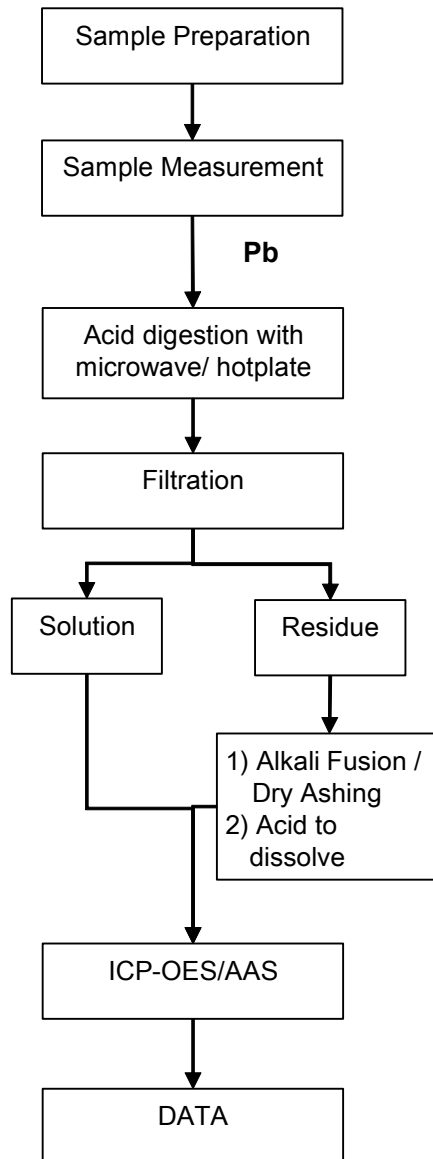 Sample Preparation
Sample Measurement
Pb
Acid digestion with
microwave/ hotplate
Filtration
Solution
Residue
1) Alkali Fusion /
Dry Ashing
2) Acid to
dissolve
ICP-OES/AAS
DATA